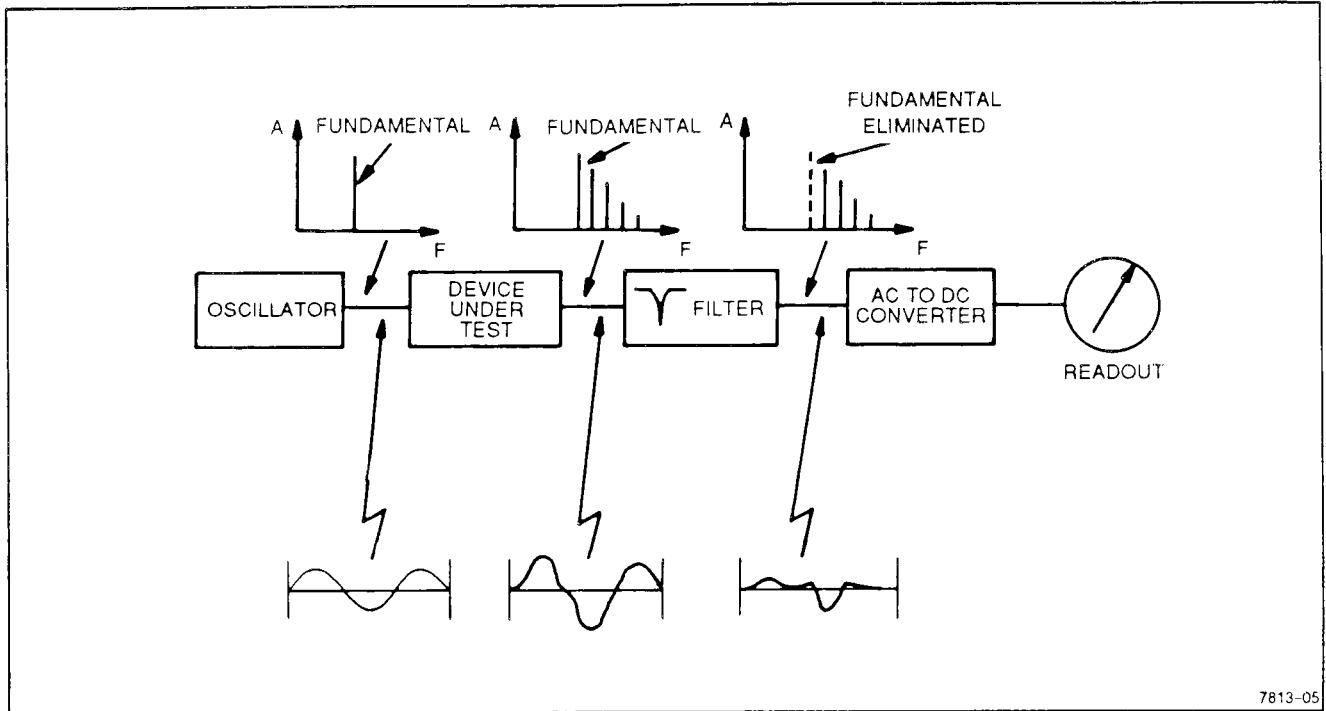 A
FUNDAMENTAL
F
A
FUNDAMENTAL
F
A
FUNDAMENTAL
ELIMINATED
F
OSCILLATOR
DEVICE
UNDER
TEST
FILTER
AC TO DC
CONVERTER
READOUT
7813-05